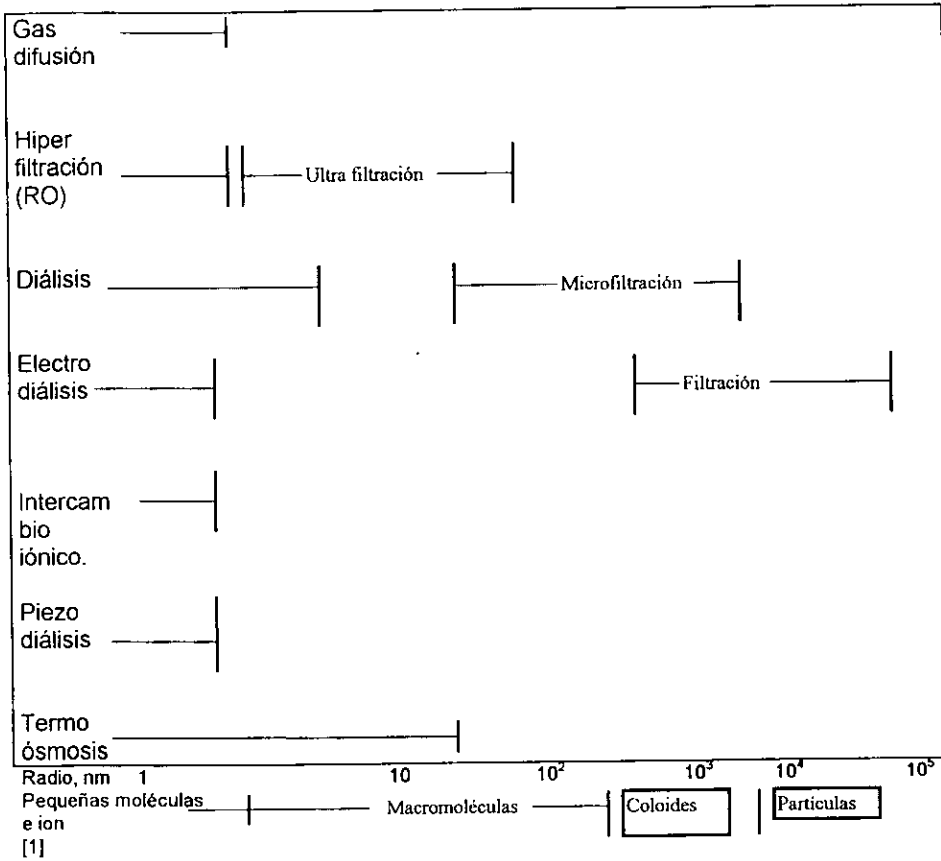 Gas
difusión
Hiper
filtración
(RO)
Ultra filtración
Diálisis
Microfiltración
Electro
diálisis
Filtración
Intercam
bio
iónico.
Piezo
diálisis
Termo
ósmosis
Radio, nm 1 10 10² 10³ 10⁴ 10⁵
Pequeñas moléculas
e ion
[1]
Macromoléculas
Coloides
Partículas